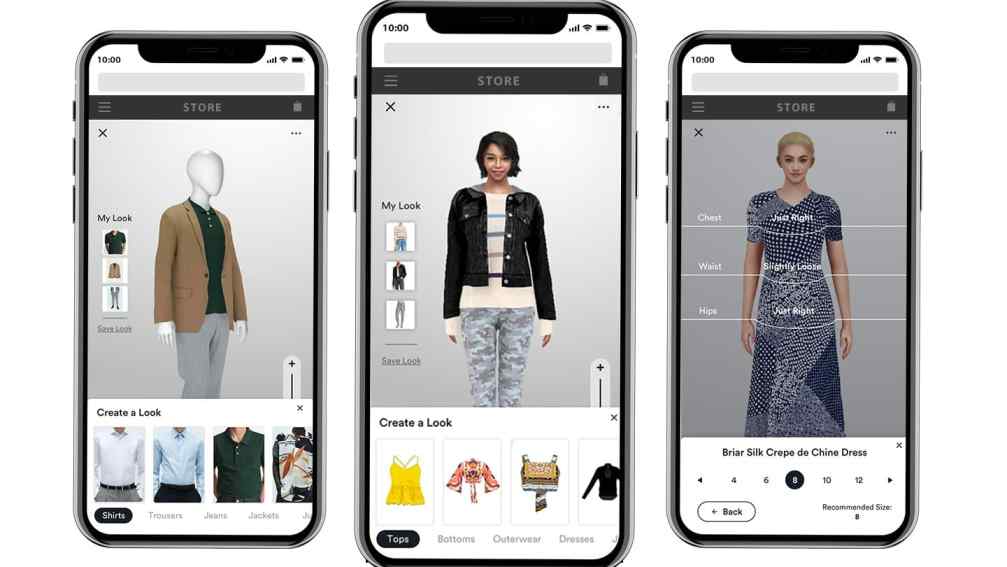 10:00
STORE
My Look
Save Look
Create a Look
Shirts Trousers Jeans Jackets
10:00
STORE
My Look
Save Look
Create a Look
Tops Bottoms Outerwear Dresses
10:00
STORE
Chest Just Right
Waist Slightly Loose
Hips Just Right
Briar Silk Crepe de Chine Dress
4 6 8 10 12
← Back
Recommended Size:
8